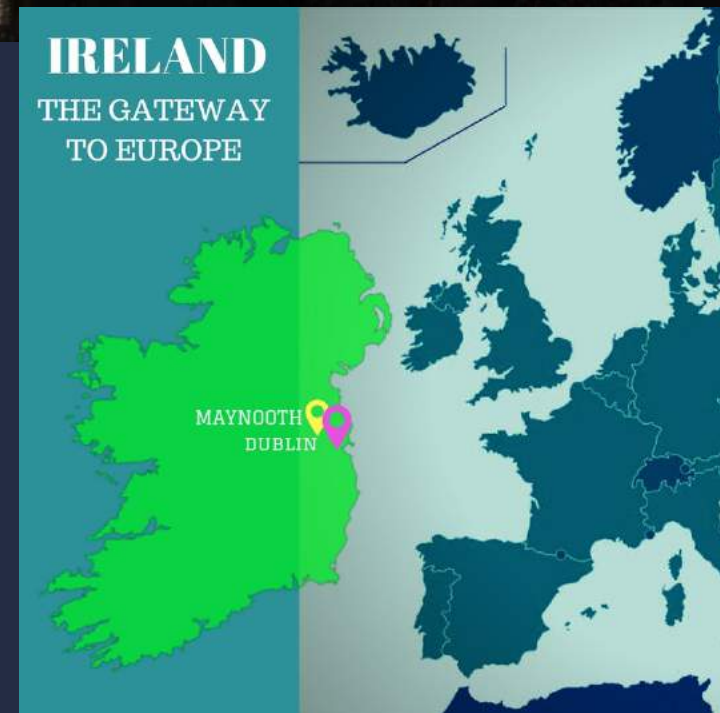 IRELAND
THE GATEWAY
TO EUROPE
MAYNOOTH
DUBLIN